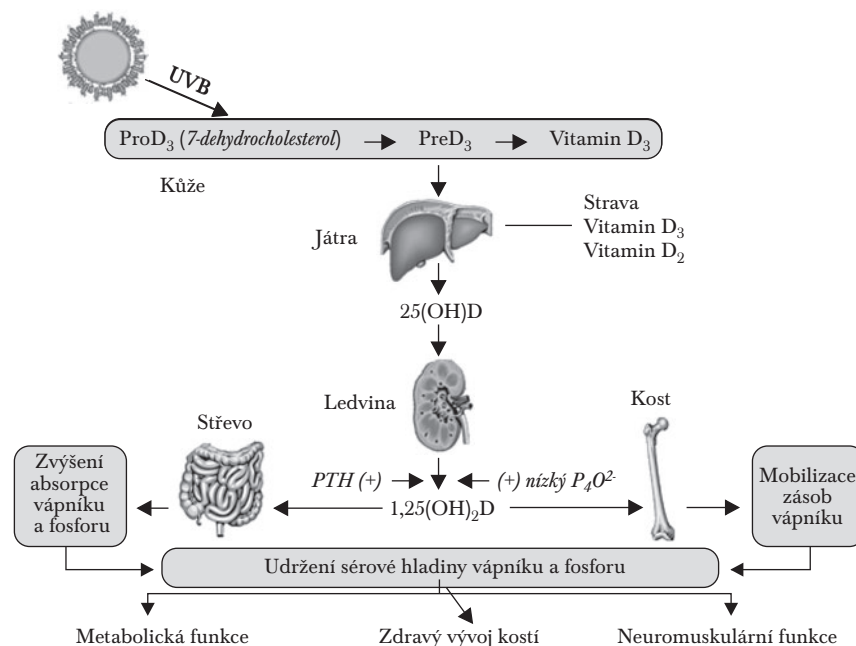 UVB
ProD₃ (7-dehydrocholesterol) PreD₃ Vitamin D₃
Kůže
Strava
Játra
Vitamin D₃
Vitamin D₂
25(OH)D
Ledvina
Kost
Střevo
Zvýšení
absorpce
vápníku
a fosforu
PTH (+)
(+) nízký P₄O²⁻
Mobilizace
zásob
vápníku
1,25(OH)₂D
Udržení sérové hladiny vápníku a fosforu
Metabolická funkce
Zdravý vývoj kostí
Neuromuskulární funkce